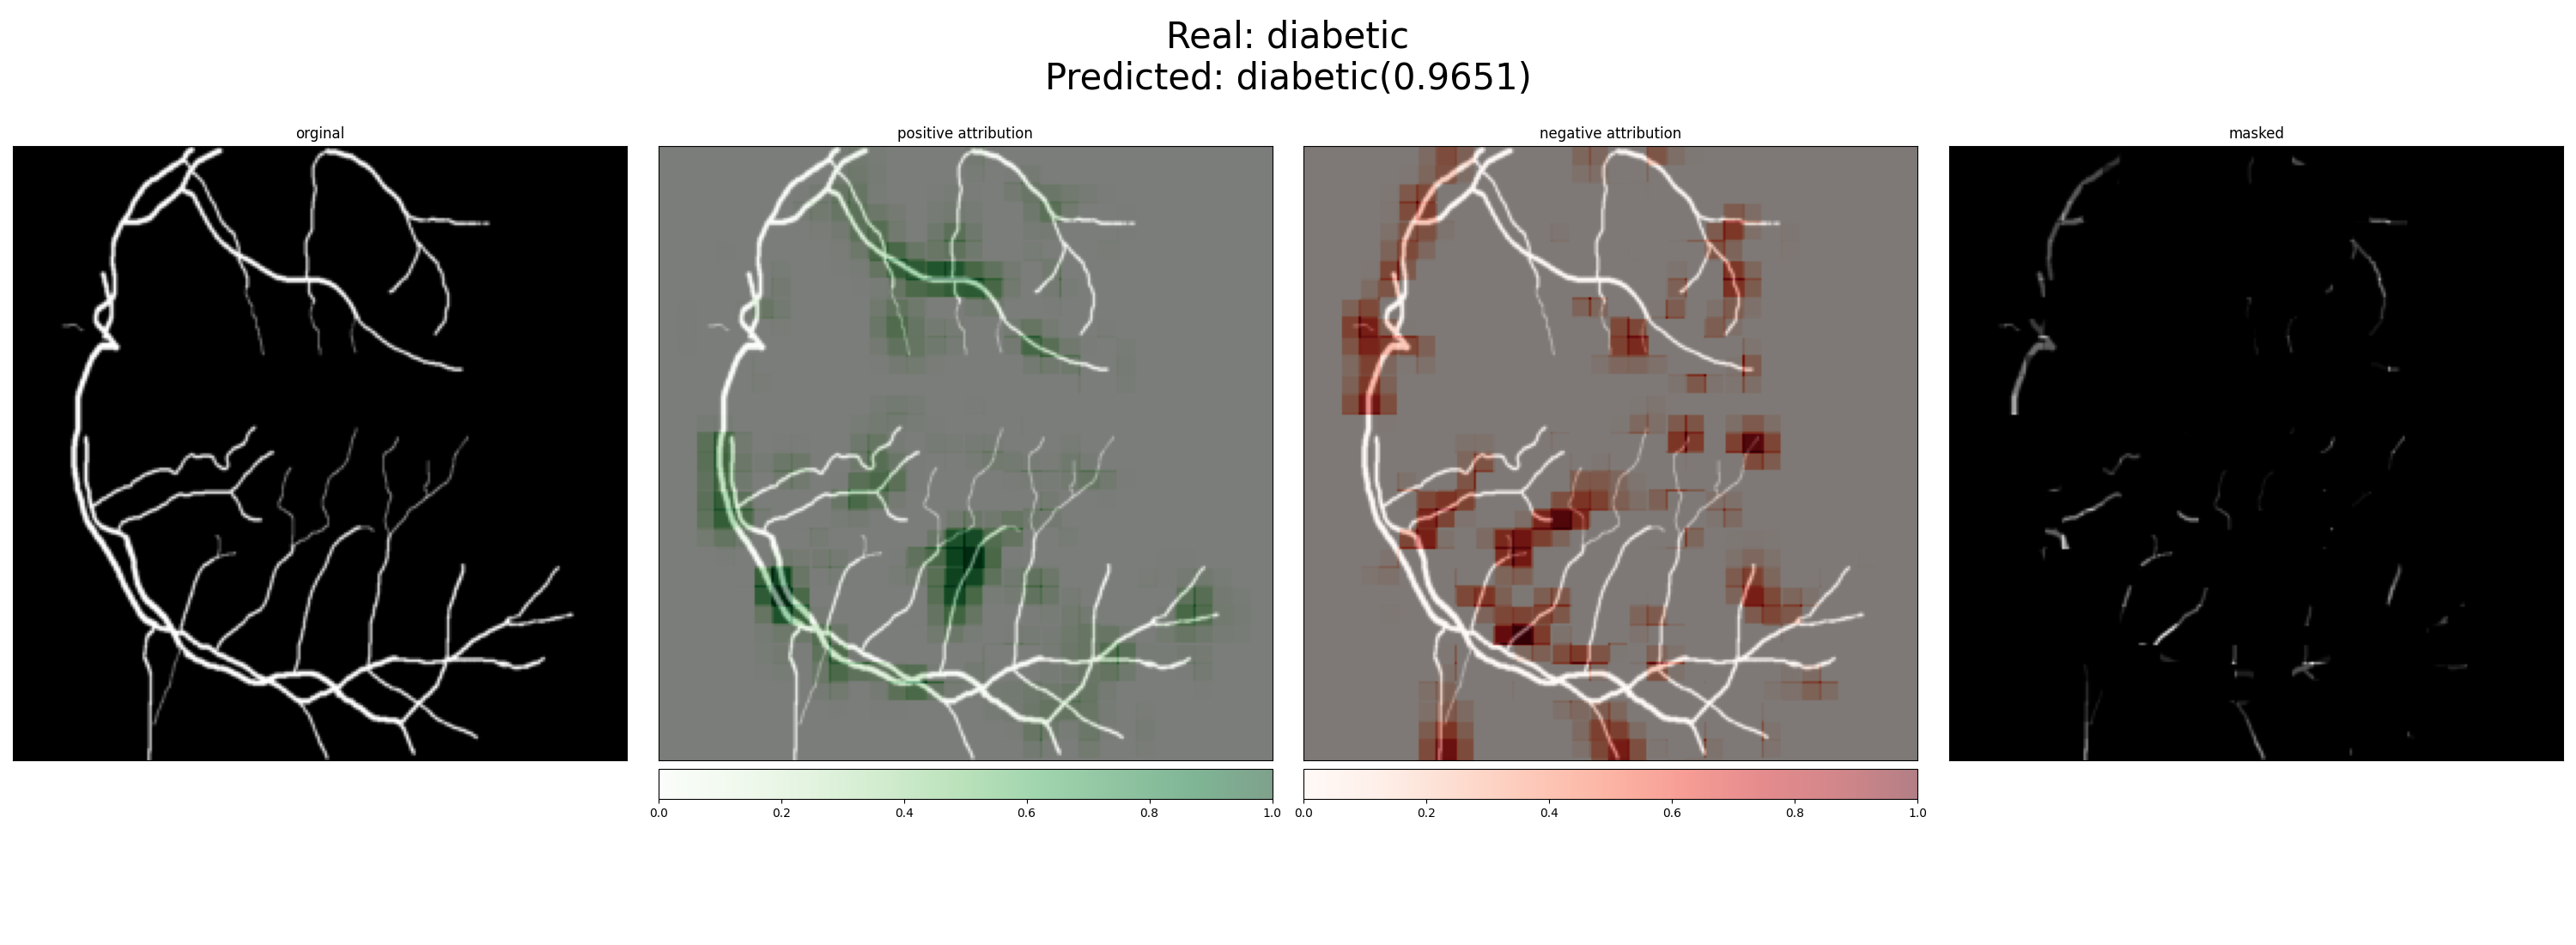 Real: diabetic
Predicted: diabetic(0.9651)
orginal
positive attribution
negative attribution
masked
0.0 0.2 0.4 0.6 0.8 1.0
0.0 0.2 0.4 0.6 0.8 1.0